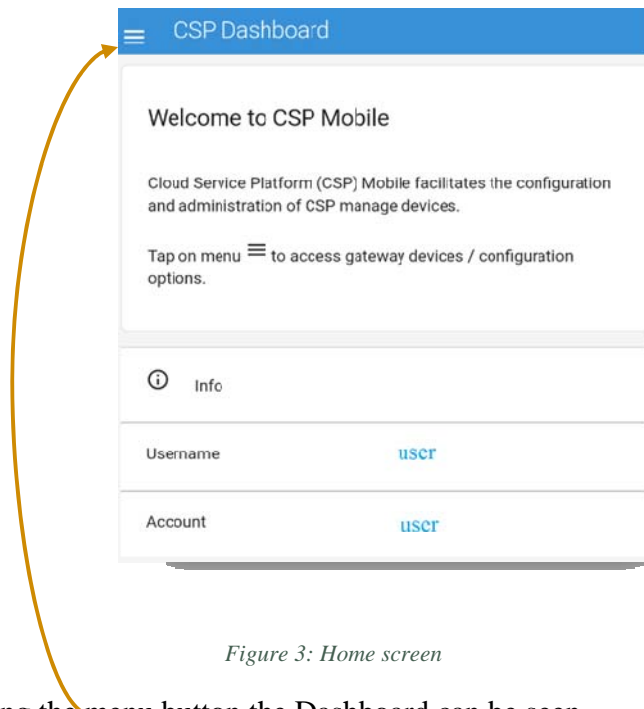 ≡ CSP Dashboard
Welcome to CSP Mobile
Cloud Service Platform (CSP) Mobile facilitates the configuration
and administration of CSP manage devices.
Tap on menu ≡ to access gateway devices / configuration
options.
Info
Username user
Account user
Figure 3: Home screen
the menu button the Dashboard can be seen